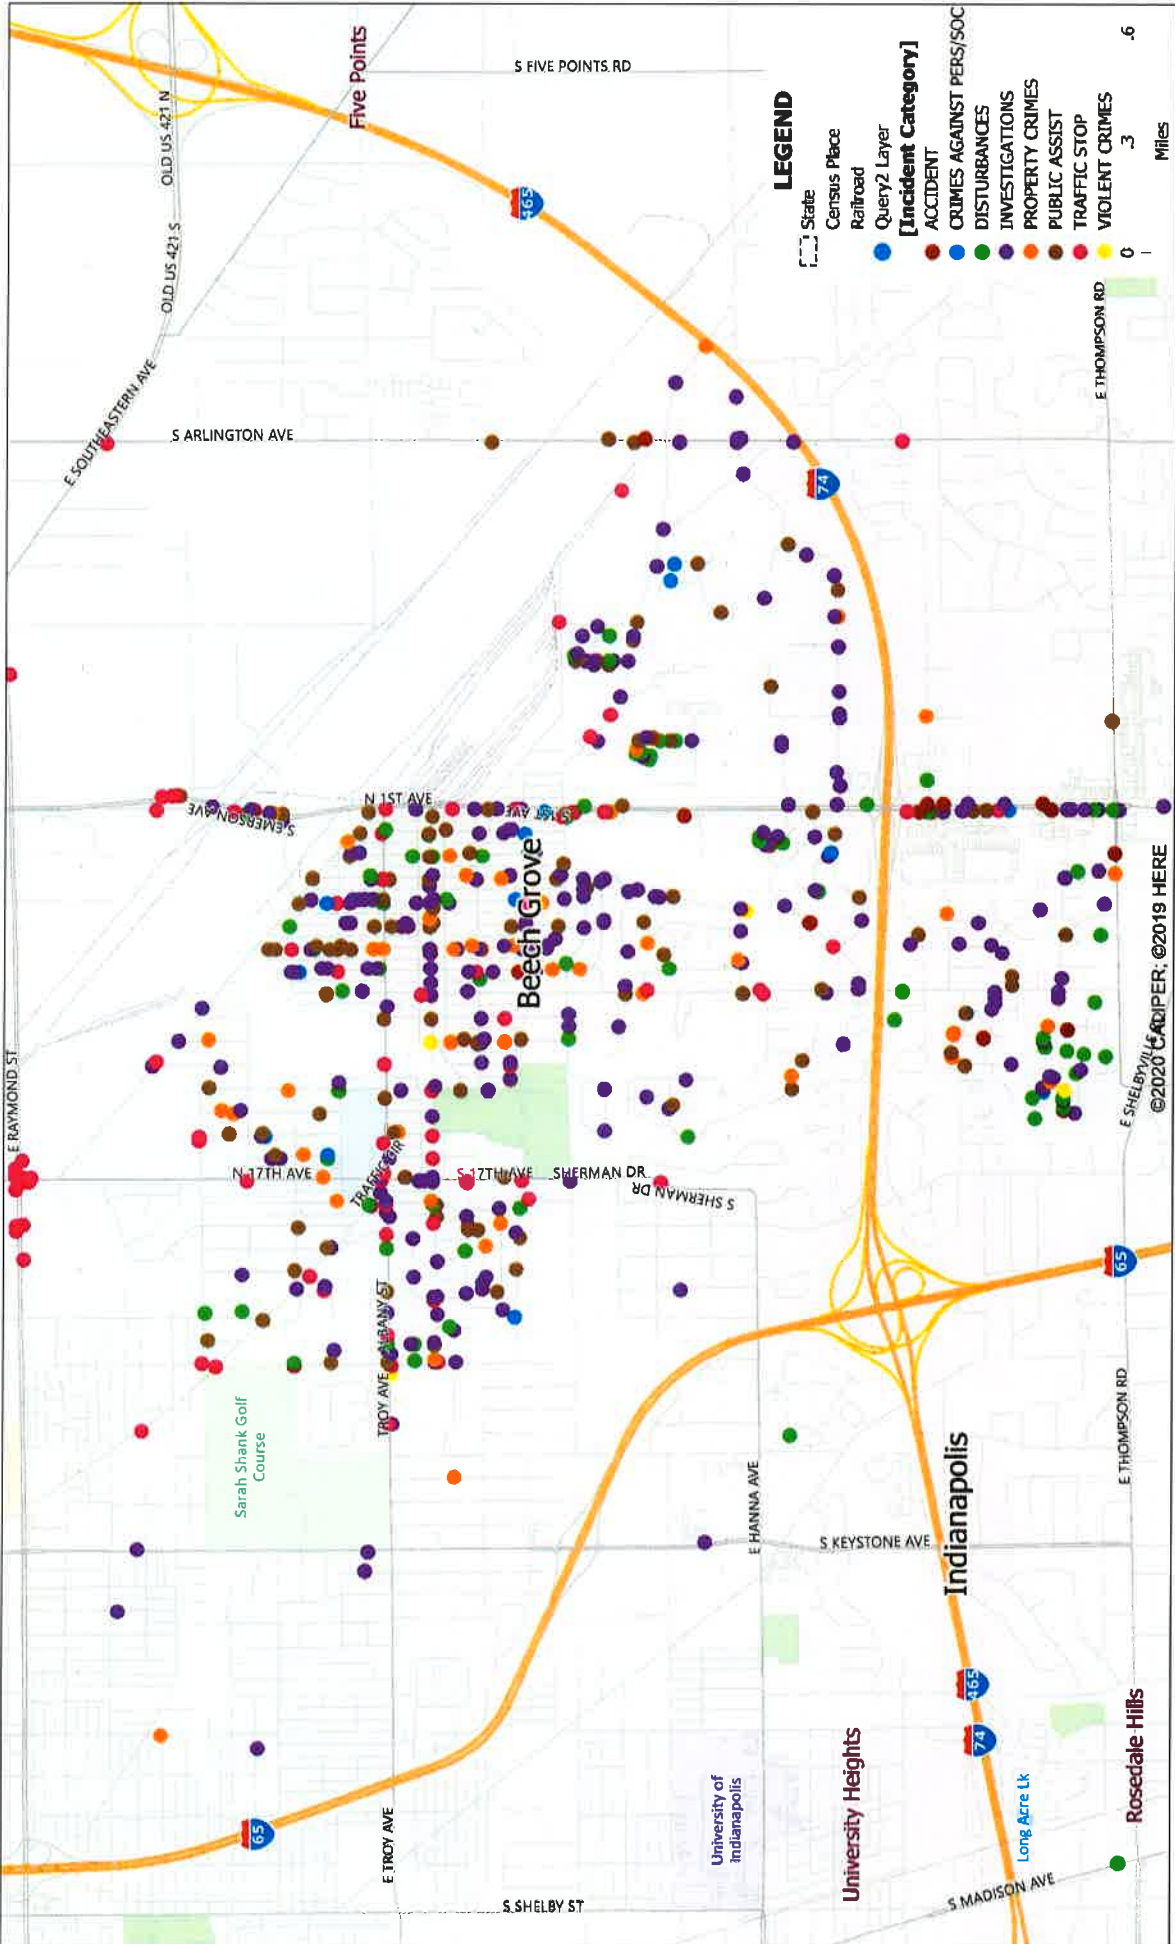 OLD US 421 N
OLD US 421 S
Five Points
S FIVE POINTS RD
465
E SOUTHEASTERN AVE
S ARLINGTON AVE
LEGEND
State
Census Place
Railroad
Query2 Layer
[Incident Category]
ACCIDENT
CRIMES AGAINST PERS/SOC
DISTURBANCES
INVESTIGATIONS
PROPERTY CRIMES
PUBLIC ASSIST
TRAFFIC STOP
VIOLENT CRIMES
0 .3 .6
Miles
E THOMPSON RD
74
S EMERSON AVE
N 1ST AVE
S 1ST AVE
Beech Grove
E RAYMOND ST
N 17TH AVE
TRAFFIC CIR
S 17TH AVE
SHERMAN DR
S SHERMAN DR
E SHELBYVILLE
©2020 CALIPER; ©2019 HERE
ALBANY ST
TROY AVE
65
Sarah Shank Golf
Course
E THOMPSON RD
E HANNA AVE
S KEYSTONE AVE
Indianapolis
465
74
65
E TROY AVE
University of
Indianapolis
University Heights
Long Acre Lk
Rosedale Hills
S SHELBY ST
S MADISON AVE